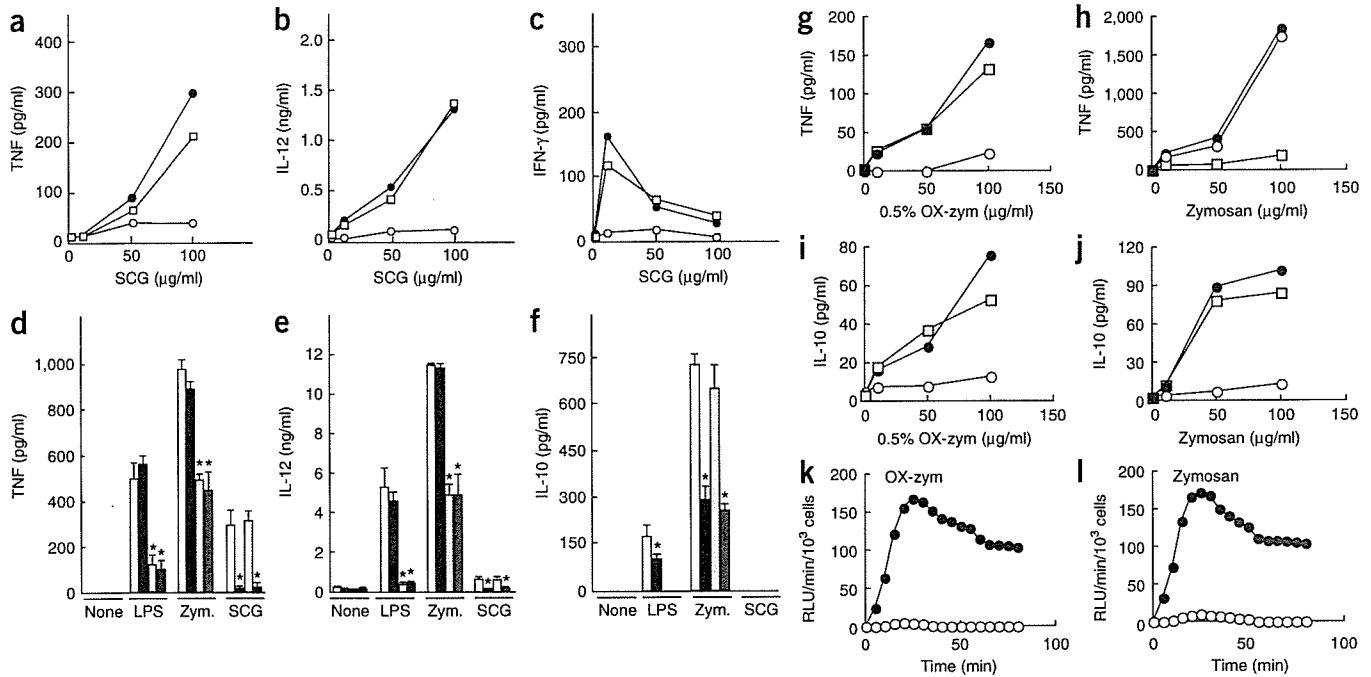 a
TNF (pg/ml)
400
300
200
100
0
0 50 100
SCG (µg/ml)
b
IL-12 (ng/ml)
2.0
1.5
1.0
0.5
0
0 50 100
SCG (µg/ml)
c
IFN-γ (pg/ml)
300
200
100
0
0 50 100
SCG (µg/ml)
g
TNF (pg/ml)
200
150
100
50
0
0 50 100 150
0.5% OX-zym (µg/ml)
h
TNF (pg/ml)
2,000
1,500
1,000
500
0
0 50 100 150
Zymosan (µg/ml)
i
IL-10 (pg/ml)
80
60
40
20
0
0 50 100 150
0.5% OX-zym (µg/ml)
j
IL-10 (pg/ml)
120
90
60
30
0
0 50 100 150
Zymosan (µg/ml)
d
TNF (pg/ml)
1,000
800
600
400
200
0
* *
* *
* *
None LPS Zym. SCG
e
IL-12 (ng/ml)
12
10
8
6
4
2
0
* *
* *
* *
None LPS Zym. SCG
f
IL-10 (pg/ml)
750
600
450
300
150
0
*
* *
None LPS Zym. SCG
k
OX-zym
RLU/min/10³ cells
200
150
100
50
0
0 50 100
Time (min)
l
Zymosan
RLU/min/10³ cells
200
150
100
50
0
0 50 100
Time (min)